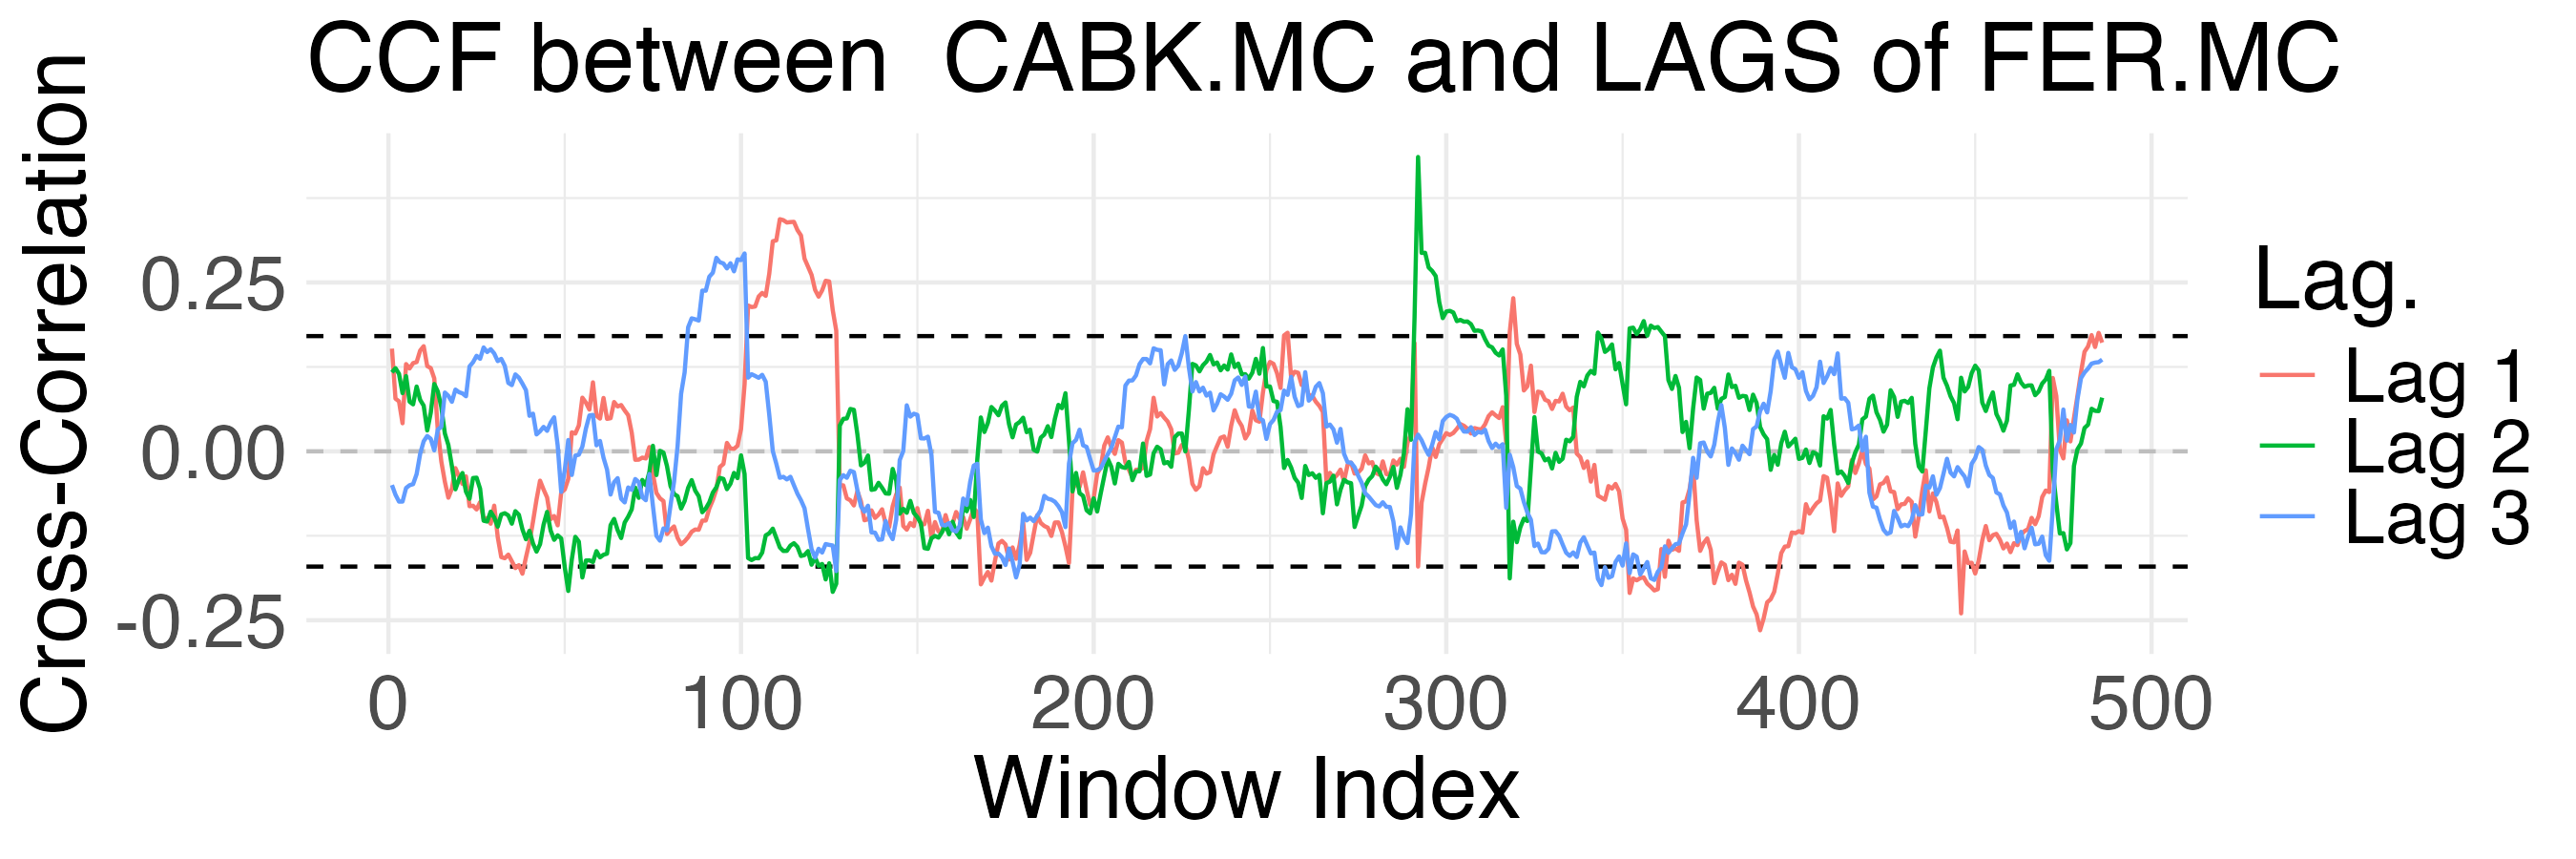 CCF between  CABK.MC and LAGS of FER.MC
Cross-Correlation
0.25
0.00
-0.25
0 100 200 300 400 500
Window Index
Lag.
Lag 1
Lag 2
Lag 3